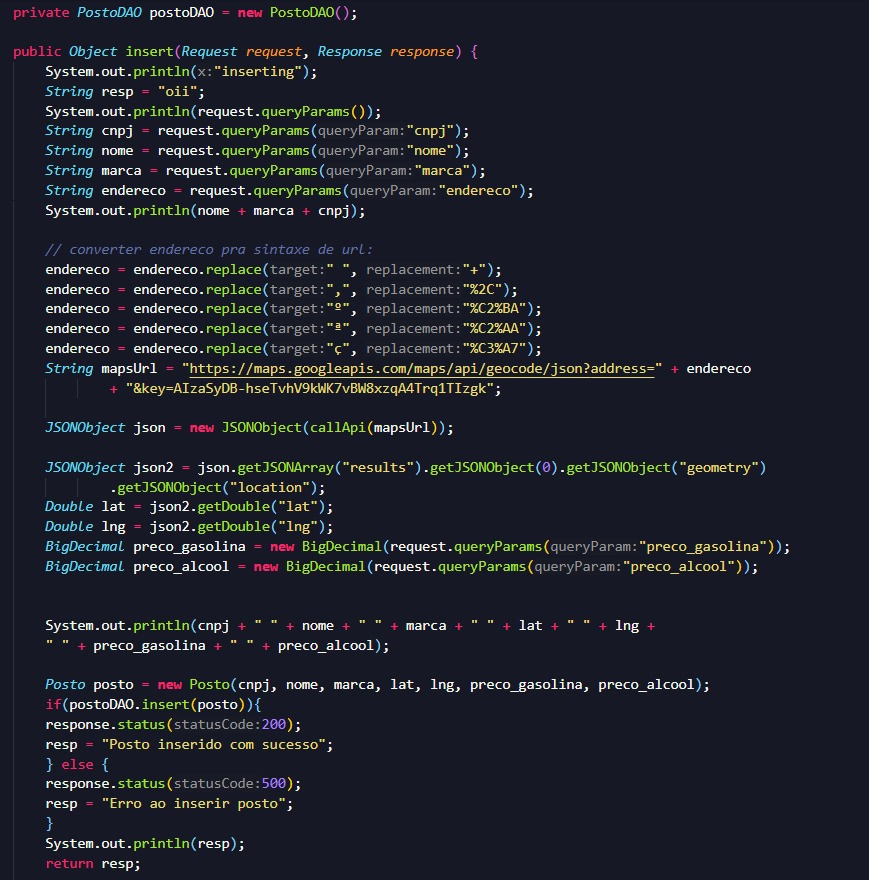 private PostoDAO postoDAO = new PostoDAO();
public Object insert(Request request, Response response) {
System.out.println(x:"inserting");
String resp = "oii";
System.out.println(request.queryParams());
String cnpj = request.queryParams(queryParam:"cnpj");
String nome = request.queryParams(queryParam:"nome");
String marca = request.queryParams(queryParam:"marca");
String endereco = request.queryParams(queryParam:"endereco");
System.out.println(nome + marca + cnpj);
// converter endereco pra sintaxe de url:
endereco = endereco.replace(target:" ", replacement:"+");
endereco = endereco.replace(target:",", replacement:"%2C");
endereco = endereco.replace(target:"º", replacement:"%C2%BA");
endereco = endereco.replace(target:"ª", replacement:"%C2%AA");
endereco = endereco.replace(target:"ç", replacement:"%C3%A7");
String mapsUrl = "https://maps.googleapis.com/maps/api/geocode/json?address=" + endereco
+ "&key=AIzaSyDB-hseTvhV9kWK7vBW8xzqA4Trq1TIzgk";
JSONObject json = new JSONObject(callApi(mapsUrl));
JSONObject json2 = json.getJSONArray("results").getJSONObject(0).getJSONObject("geometry")
.getJSONObject("location");
Double lat = json2.getDouble("lat");
Double lng = json2.getDouble("lng");
BigDecimal preco_gasolina = new BigDecimal(request.queryParams(queryParam:"preco_gasolina"));
BigDecimal preco_alcool = new BigDecimal(request.queryParams(queryParam:"preco_alcool"));
System.out.println(cnpj + " " + nome + " " + marca + " " + lat + " " + lng +
" " + preco_gasolina + " " + preco_alcool);
Posto posto = new Posto(cnpj, nome, marca, lat, lng, preco_gasolina, preco_alcool);
if(postoDAO.insert(posto)){
response.status(statusCode:200);
resp = "Posto inserido com sucesso";
} else {
response.status(statusCode:500);
resp = "Erro ao inserir posto";
}
System.out.println(resp);
return resp;